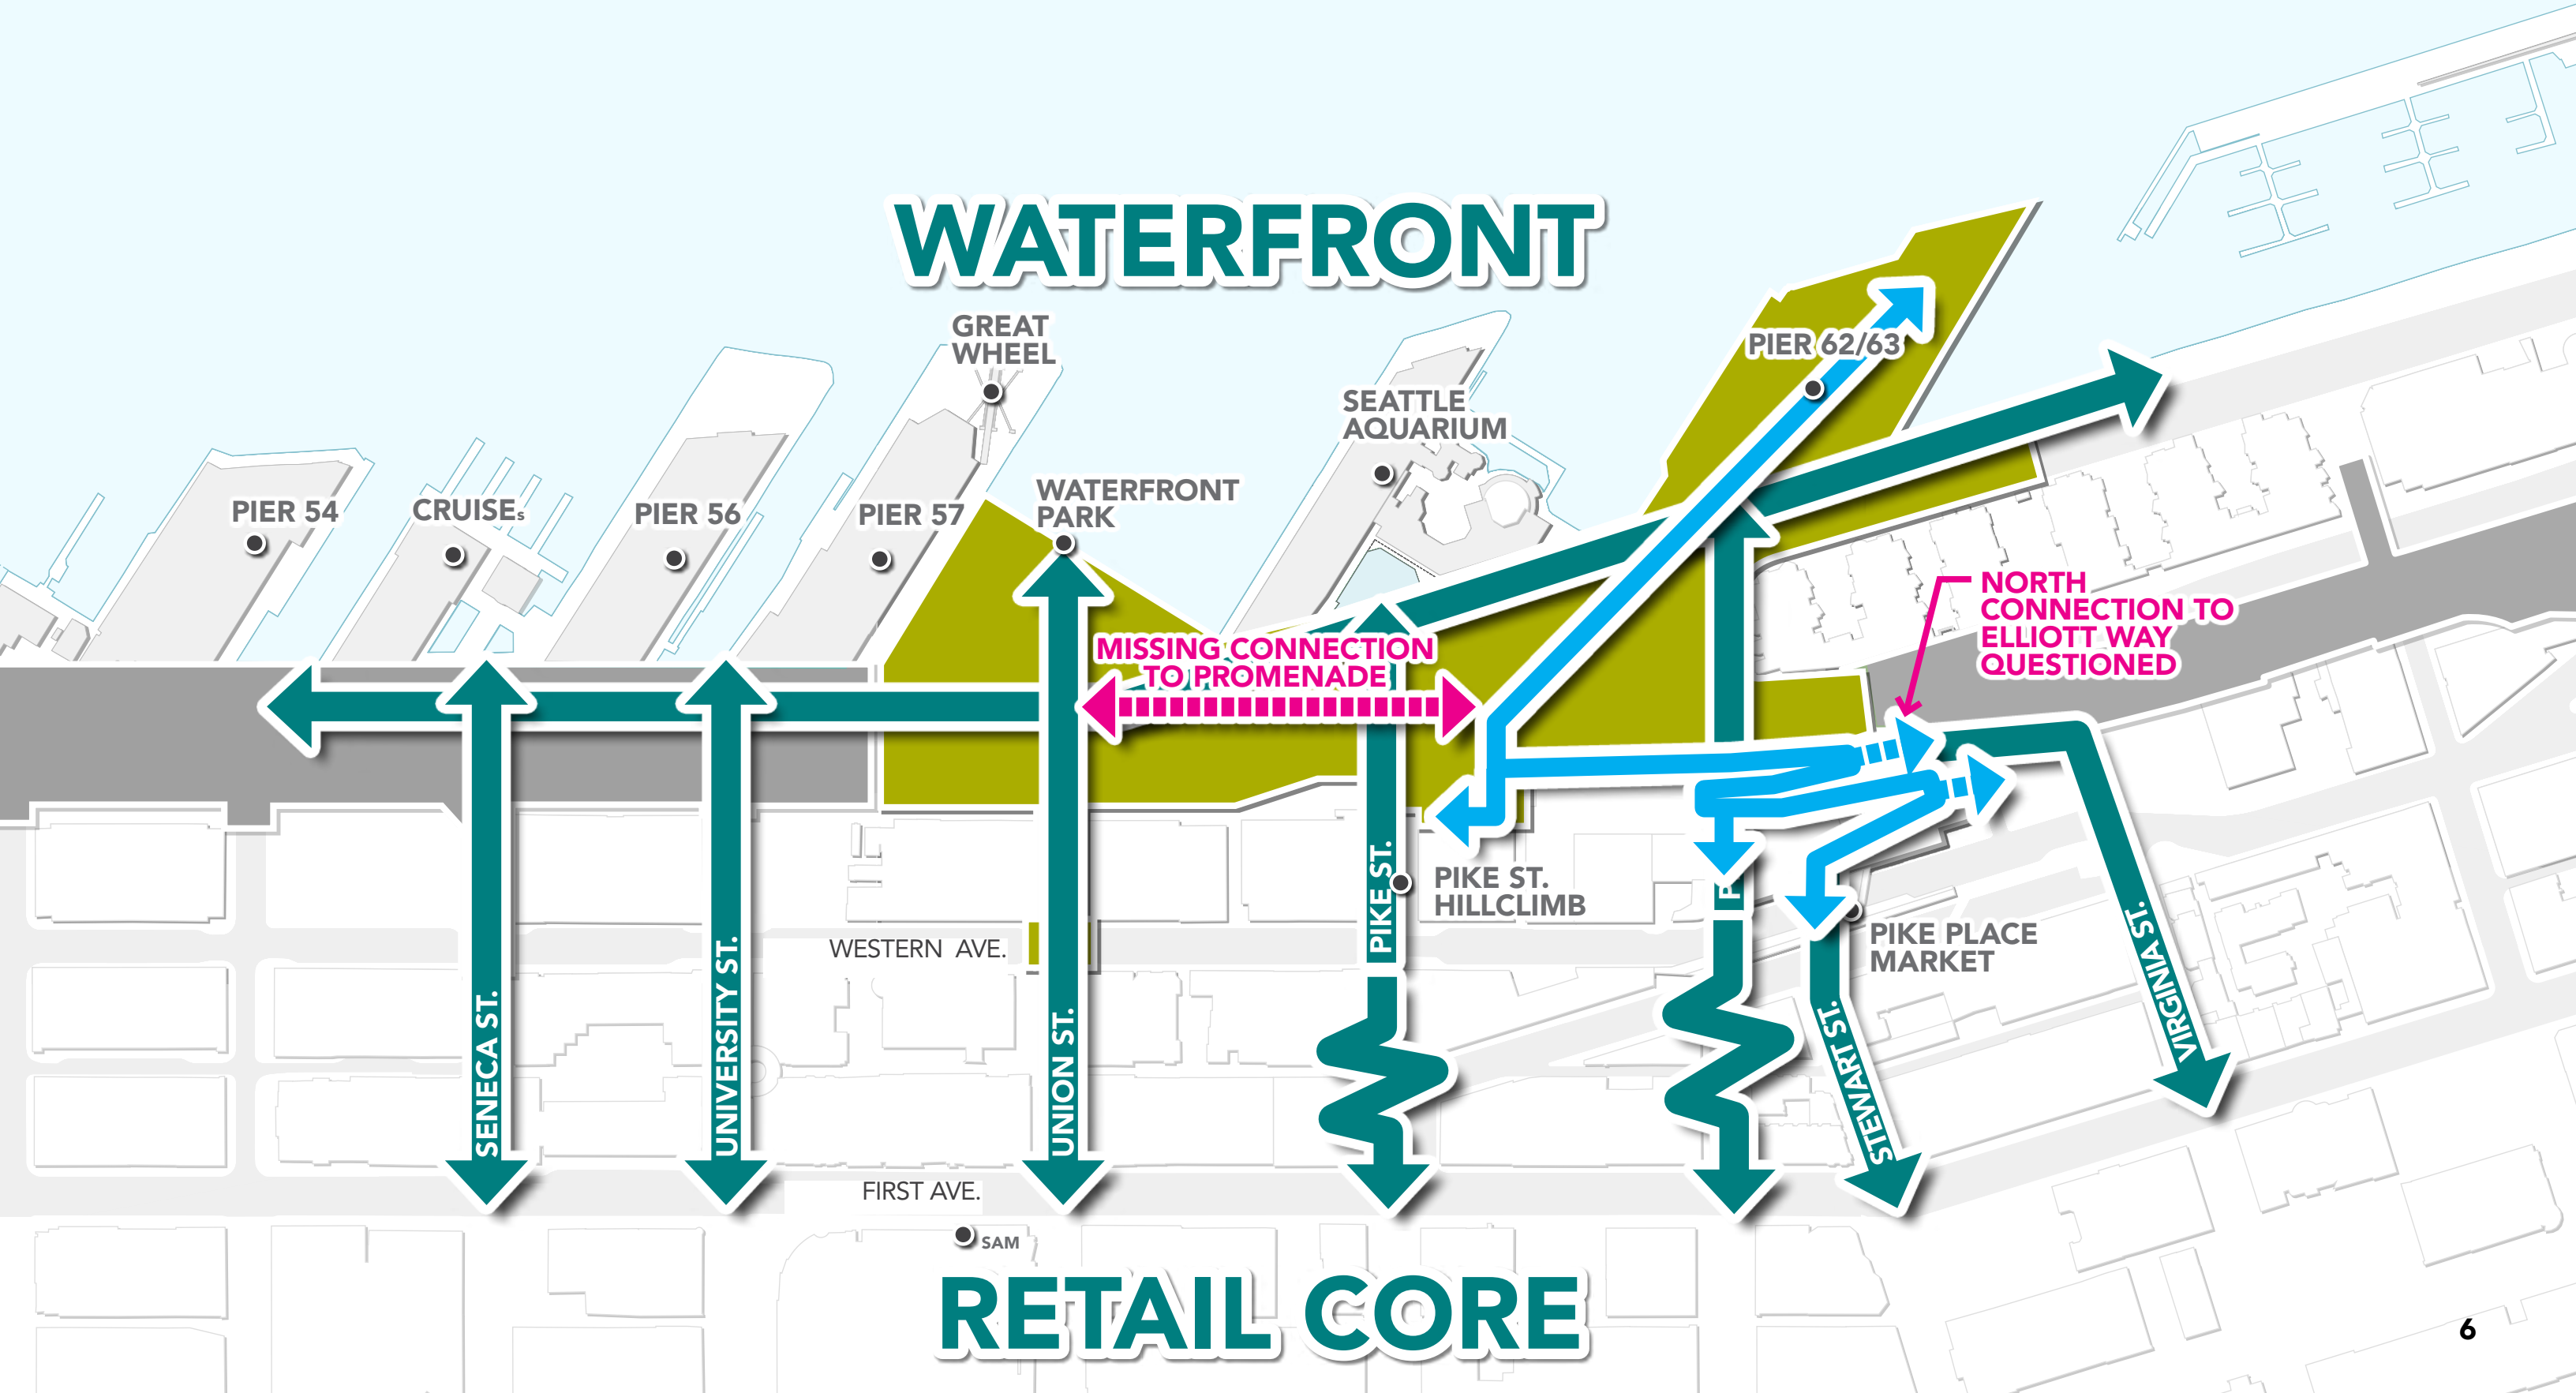 WATERFRONT
GREAT
WHEEL
PIER 62/63
SEATTLE
AQUARIUM
WATERFRONT
PARK
PIER 54
CRUISEs
PIER 56
PIER 57
NORTH
CONNECTION TO
ELLIOTT WAY
QUESTIONED
MISSING CONNECTION
TO PROMENADE
PIKE ST.
PIKE ST.
HILLCLIMB
P
WESTERN AVE.
PIKE PLACE
MARKET
SENECA ST.
UNIVERSITY ST.
UNION ST.
STEWART ST.
VIRGINIA ST.
FIRST AVE.
SAM
RETAIL CORE
6